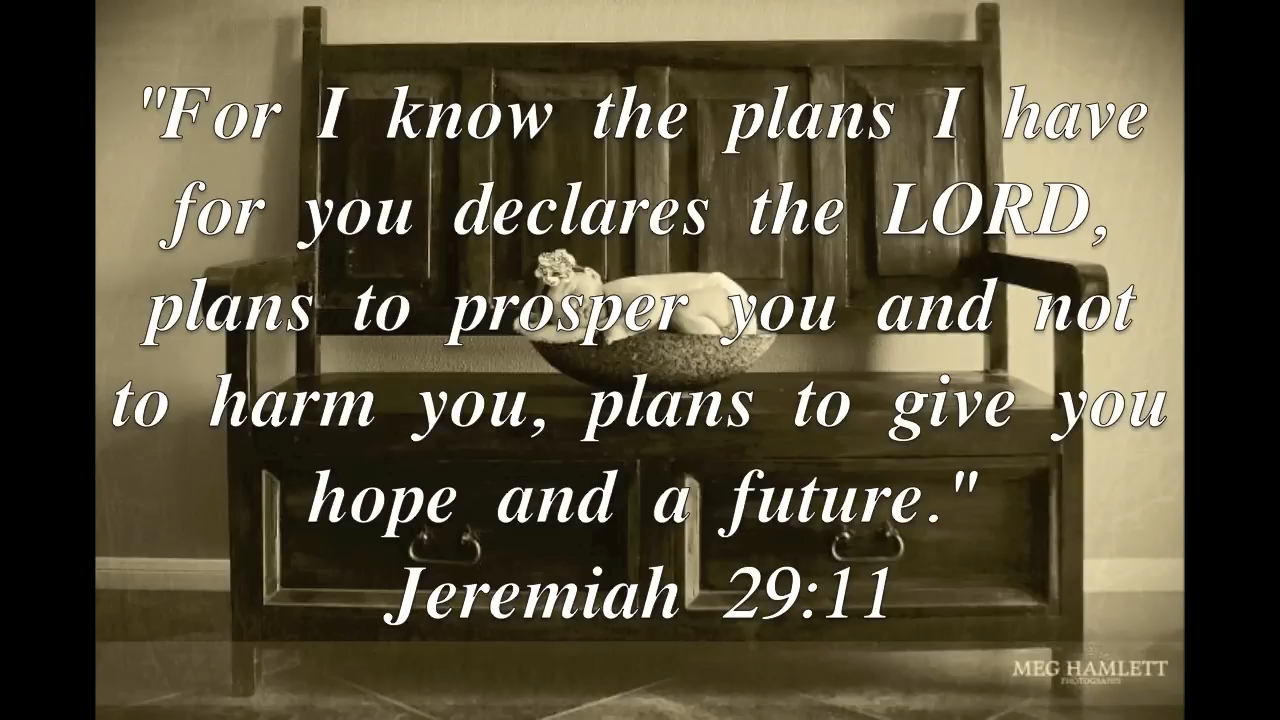 "For I know the plans I have
for you declares the LORD,
plans to prosper you and not
to harm you, plans to give you
hope and a future."
Jeremiah 29:11
MEG HAMLETT
PHOTOGRAPHY